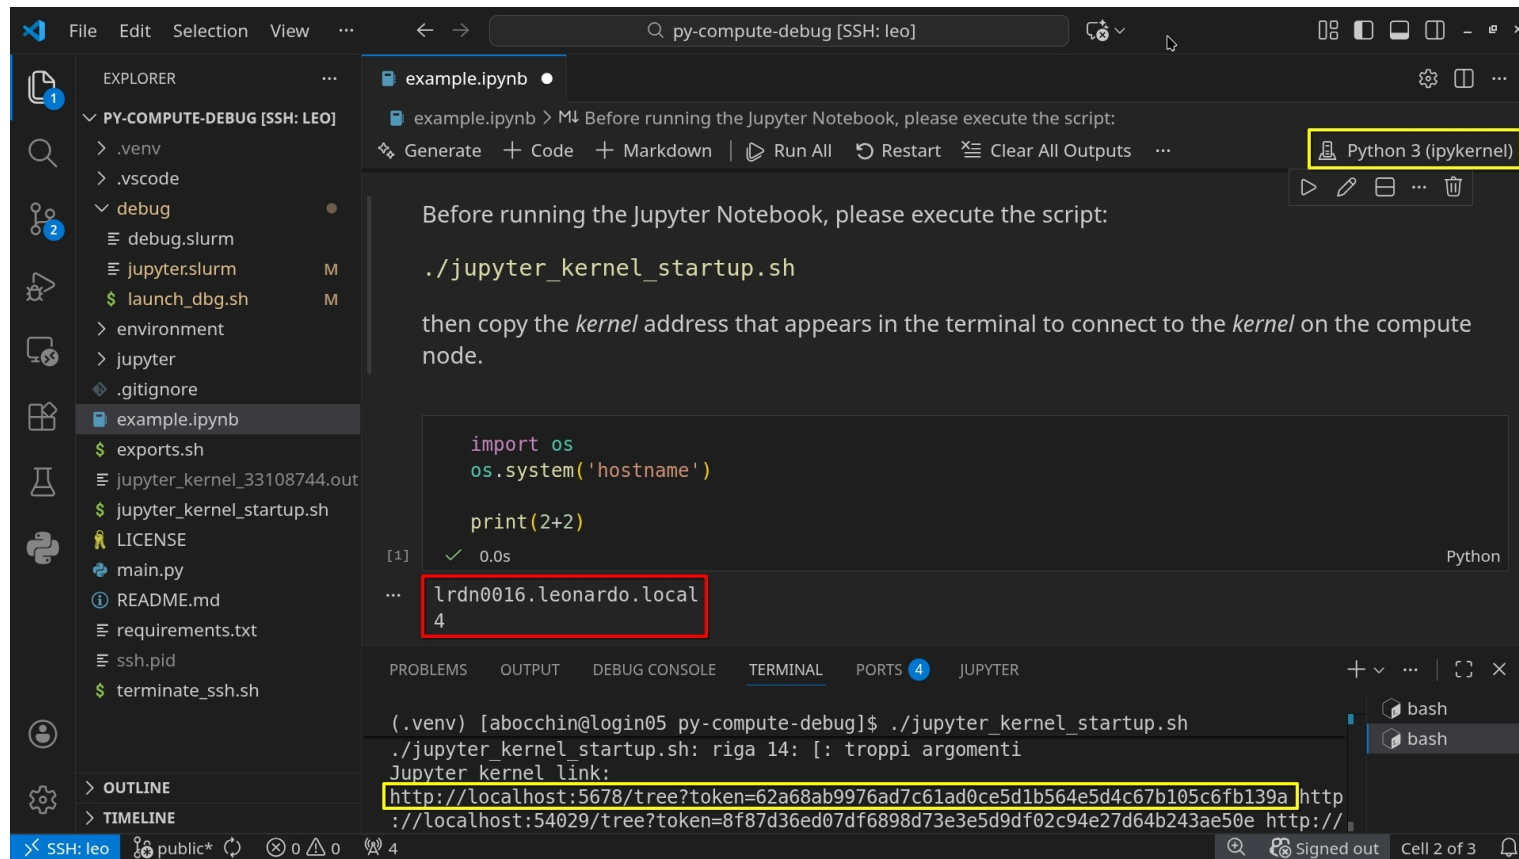 File Edit Selection View ···
py-compute-debug [SSH: leo]
EXPLORER ···
PY-COMPUTE-DEBUG [SSH: LEO]
.venv
.vscode
debug
debug.slurm
jupyter.slurm M
$ launch_dbg.sh M
environment
jupyter
.gitignore
example.ipynb
$ exports.sh
jupyter_kernel_33108744.out
$ jupyter_kernel_startup.sh
LICENSE
main.py
README.md
requirements.txt
ssh.pid
$ terminate_ssh.sh
OUTLINE
TIMELINE
1
2
example.ipynb
example.ipynb > M↓ Before running the Jupyter Notebook, please execute the script:
Generate + Code + Markdown | Run All Restart Clear All Outputs ··· Python 3 (ipykernel)
Before running the Jupyter Notebook, please execute the script:
./jupyter_kernel_startup.sh
then copy the kernel address that appears in the terminal to connect to the kernel on the compute
node.
import os
os.system('hostname')
print(2+2)
[1] 0.0s Python
lrdn0016.leonardo.local
4
PROBLEMS OUTPUT DEBUG CONSOLE TERMINAL PORTS 4 JUPYTER
(.venv) [abocchin@login05 py-compute-debug]$ ./jupyter_kernel_startup.sh
./jupyter_kernel_startup.sh: riga 14: [: troppi argomenti
Jupyter kernel link:
http://localhost:5678/tree?token=62a68ab9976ad7c61ad0ce5d1b564e5d4c67b105c6fb139a http
://localhost:54029/tree?token=8f87d36ed07df6898d73e3e5d9df02c94e27d64b243ae50e http://
bash
bash
SSH: leo public* 0 0 4 Signed out Cell 2 of 3